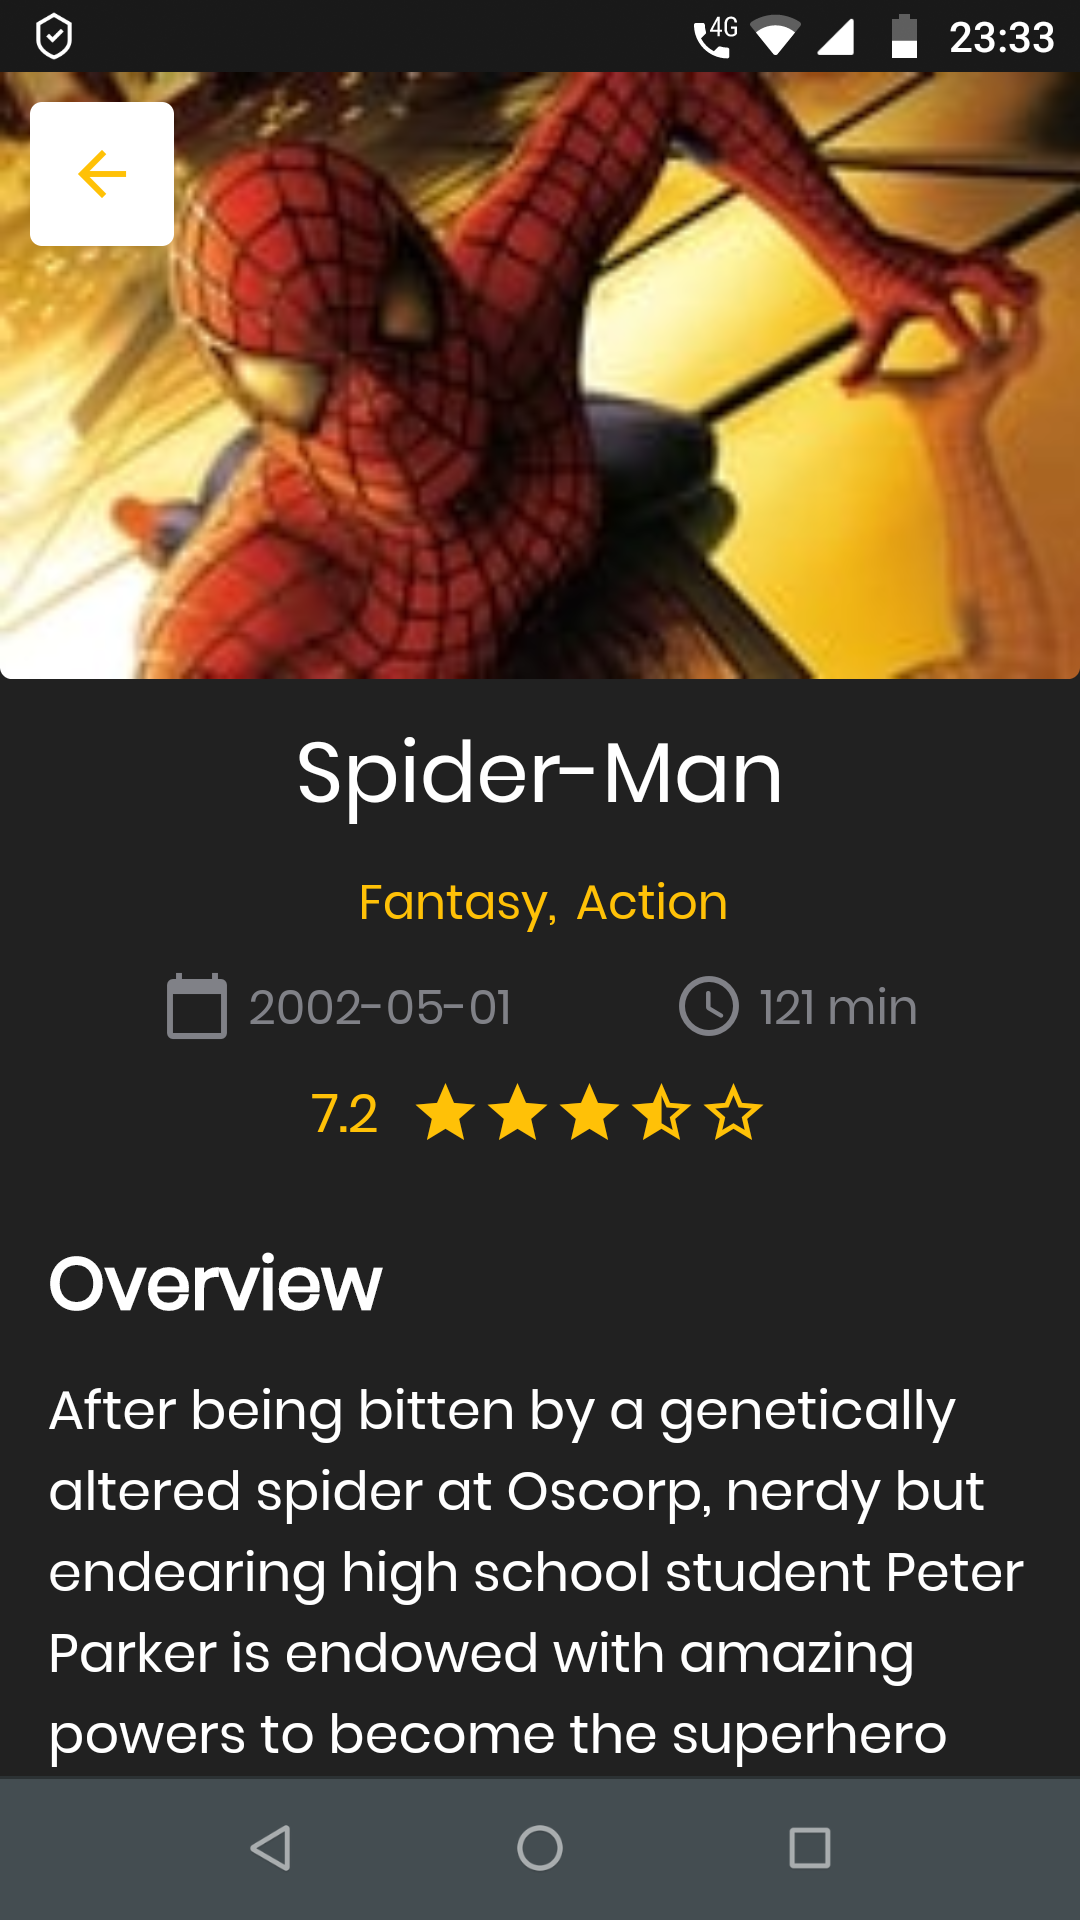 4G 23:33
Spider-Man
Fantasy, Action
2002-05-01 121 min
7.2
Overview
After being bitten by a genetically
altered spider at Oscorp, nerdy but
endearing high school student Peter
Parker is endowed with amazing
powers to become the superhero